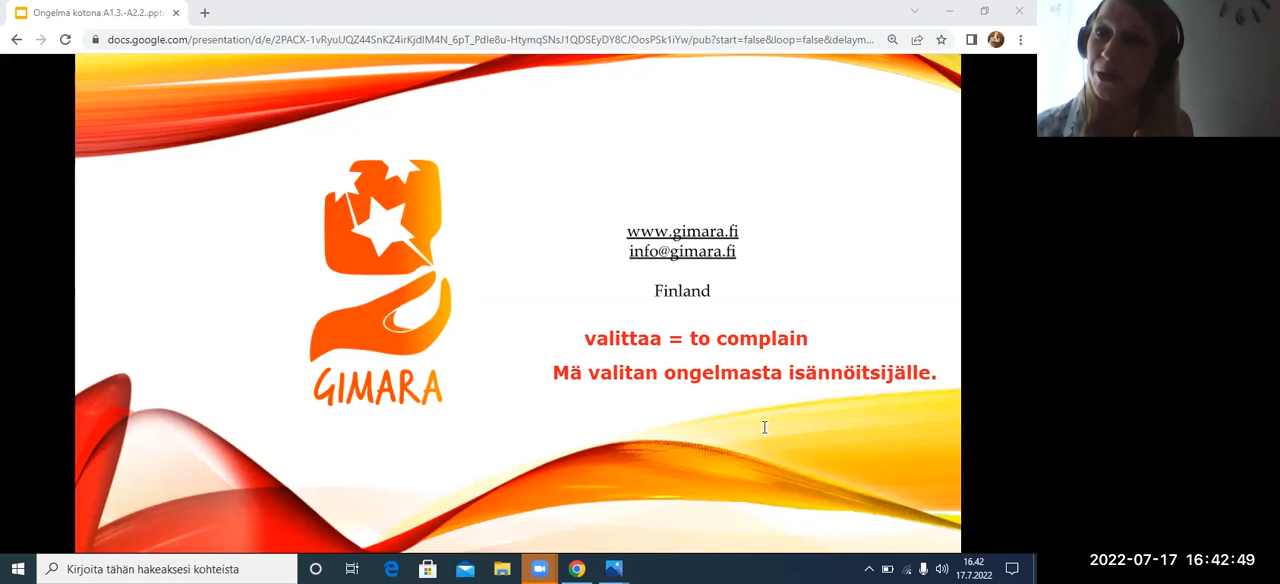 Ongelma kotona A1.3.-A2.2..ppt
docs.google.com/presentation/d/e/2PACX-1vRyuUQZ44SnKZ4irKjdIM4N_6pT_Pdle8u-HtymqSNsJ1QDSEyDY8CJOosPSk1iYw/pub?start=false&loop=false&delaym...
www.gimara.fi
info@gimara.fi
Finland
valittaa = to complain
Mä valitan ongelmasta isännöitsijälle.
GIMARA
Kirjoita tähän hakeaksesi kohteista
16.42
17.7.2022
2022-07-17 16:42:49